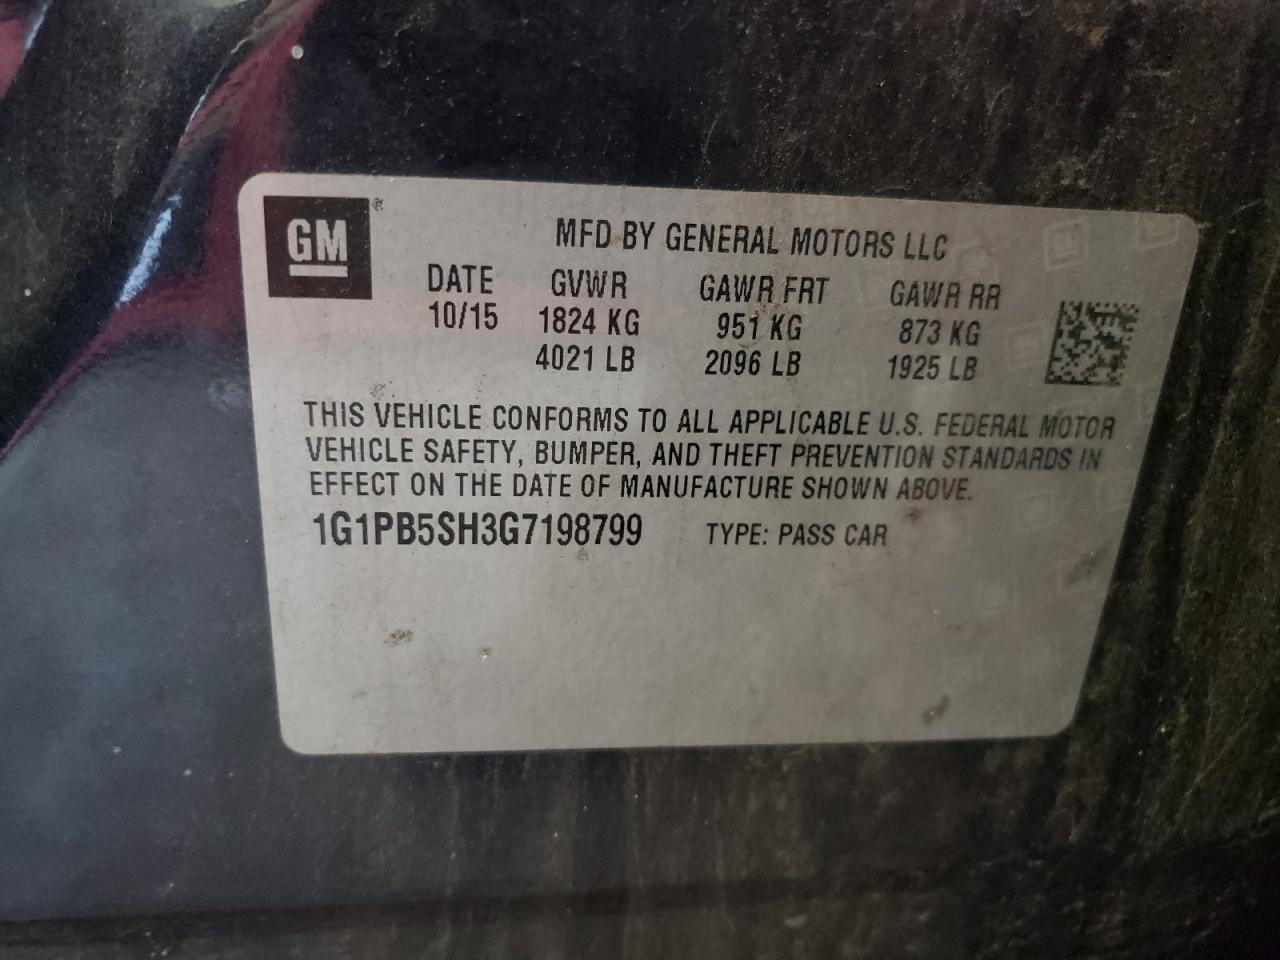 GM
MFD BY GENERAL MOTORS LLC
DATE GVWR GAWR FRT GAWR RR
10/15 1824 KG 951 KG 873 KG
4021 LB 2096 LB 1925 LB
THIS VEHICLE CONFORMS TO ALL APPLICABLE U.S. FEDERAL MOTOR
VEHICLE SAFETY, BUMPER, AND THEFT PREVENTION STANDARDS IN
EFFECT ON THE DATE OF MANUFACTURE SHOWN ABOVE.
1G1PB5SH3G7198799 TYPE: PASS CAR